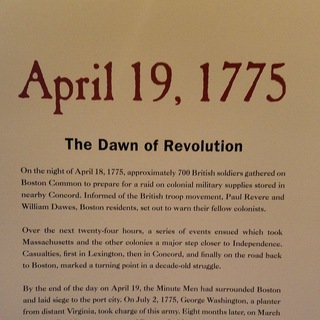 April 19, 1775
The Dawn of Revolution
On the night of April 18, 1775, approximately 700 British soldiers gathered on
Boston Common to prepare for a raid on colonial military supplies stored in
nearby Concord. Informed of the British troop movement, Paul Revere and
William Dawes, Boston residents, set out to warn their fellow colonists.
Over the next twenty-four hours, a series of events ensued which took
Massachusetts and the other colonies a major step closer to Independence.
Casualties, first in Lexington, then in Concord, and finally on the road back
to Boston, marked a turning point in a decade-old struggle.
By the end of the day on April 19, the Minute Men had surrounded Boston
and laid siege to the port city. On July 2, 1775, George Washington, a planter
from distant Virginia, took charge of this army. Eight months later, on March